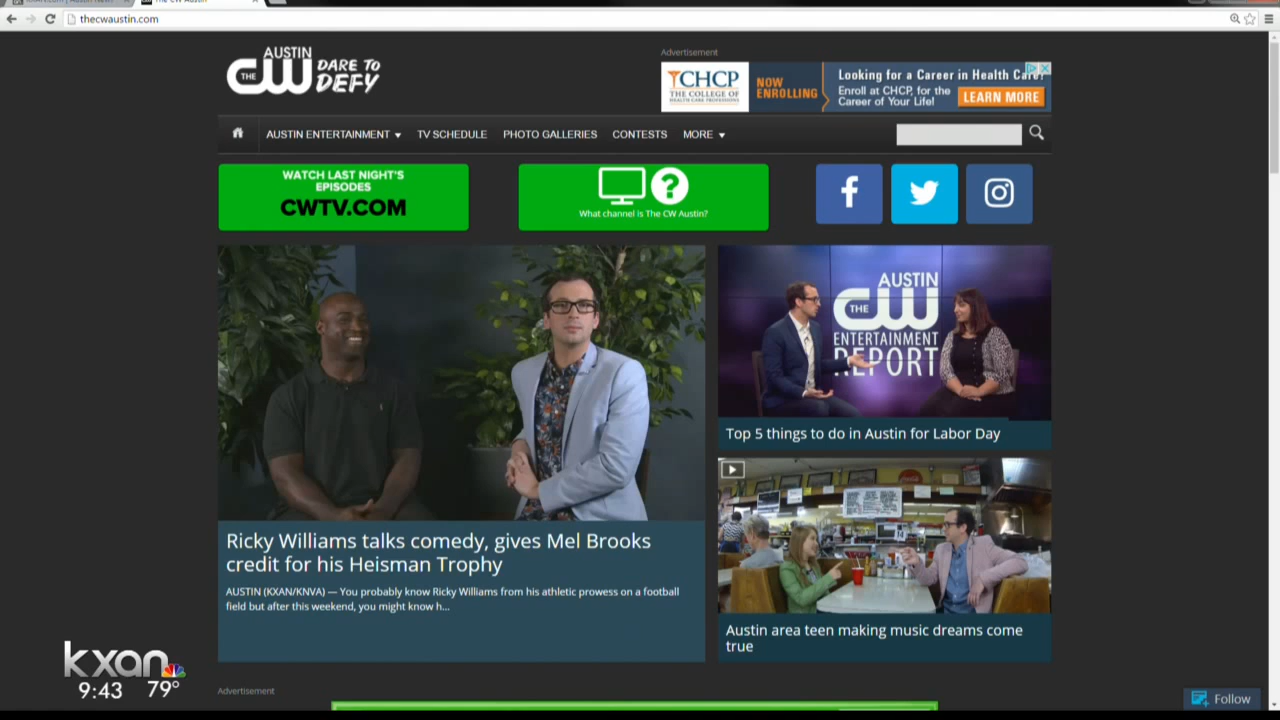 The CW Austin
thecwaustin.com
AUSTIN
THE CW
DARE TO
DEFY
Advertisement
CHCP
THE COLLEGE OF
HEALTH CARE PROFESSIONS
NOW
ENROLLING
Looking for a Career in Health Care?
Enroll at CHCP, for the
Career of Your Life!
LEARN MORE
AUSTIN ENTERTAINMENT
TV SCHEDULE
PHOTO GALLERIES
CONTESTS
MORE
WATCH LAST NIGHT'S
EPISODES
CWTV.COM
?
What channel is The CW Austin?
AUSTIN
THE CW
ENTERTAINMENT
REPORT
Top 5 things to do in Austin for Labor Day
Ricky Williams talks comedy, gives Mel Brooks
credit for his Heisman Trophy
AUSTIN (KXAN/KNVA) — You probably know Ricky Williams from his athletic prowess on a football
field but after this weekend, you might know h...
Austin area teen making music dreams come
true
kxan
9:43 79°
Advertisement
Follow